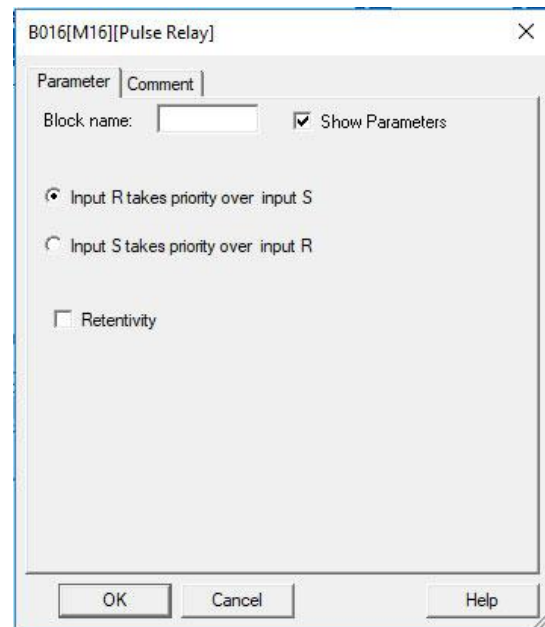 B016[M16][Pulse Relay]
Parameter Comment
Block name: Show Parameters
Input R takes priority over input S
Input S takes priority over input R
Retentivity
OK Cancel Help